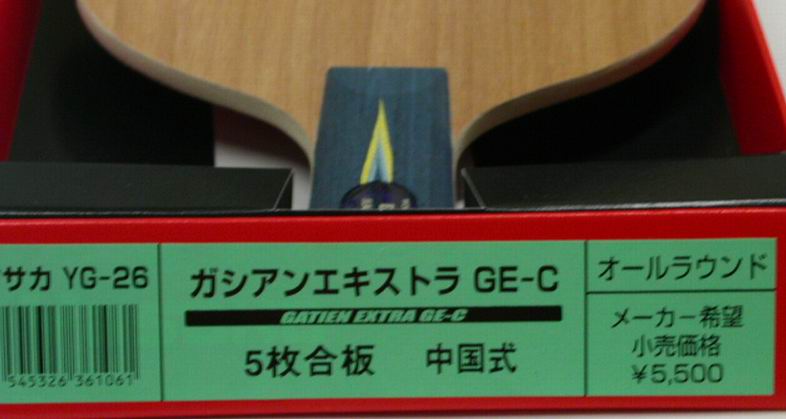 サカ YG-26
545326 361061
ガシアンエキストラ GE-C
GATIEN EXTRA GE-C
5枚合板 中国式
オールラウンド
メーカー希望
小売価格
¥5,500